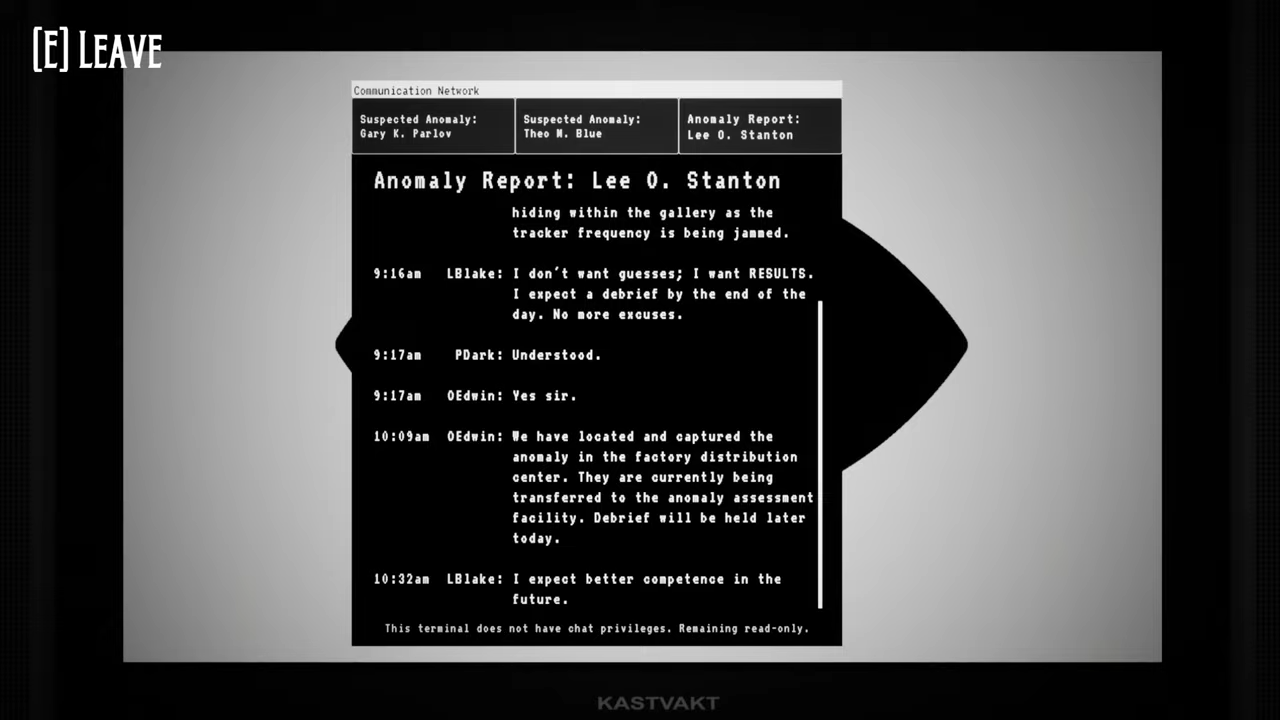 [E] Leave
Communication Network
Suspected Anomaly:
Gary K. Parlov
Suspected Anomaly:
Theo M. Blue
Anomaly Report:
Lee O. Stanton
Anomaly Report: Lee O. Stanton
hiding within the gallery as the
tracker frequency is being jammed.
9:16am LBlake: I don't want guesses; I want RESULTS.
I expect a debrief by the end of the
day. No more excuses.
9:17am PDark: Understood.
9:17am OEdwin: Yes sir.
10:09am OEdwin: We have located and captured the
anomaly in the factory distribution
center. They are currently being
transferred to the anomaly assessment
facility. Debrief will be held later
today.
10:32am LBlake: I expect better competence in the
future.
This terminal does not have chat privileges. Remaining read-only.
KASTVAKT